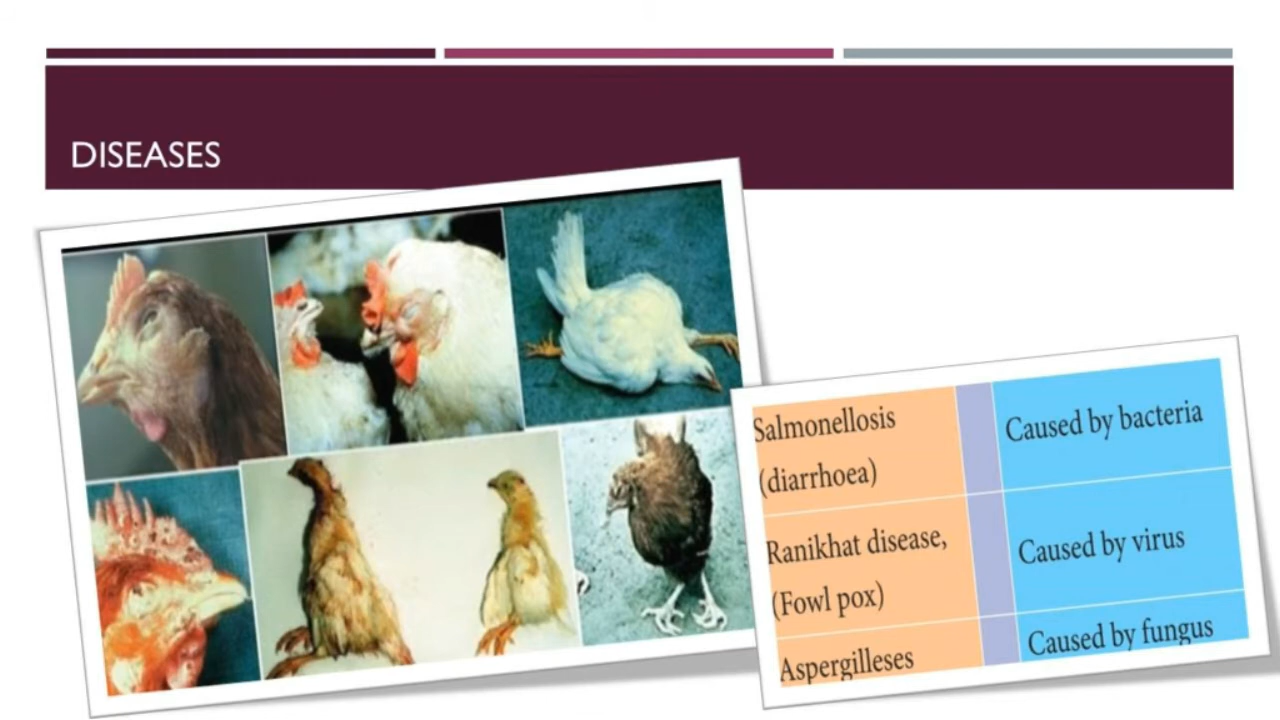 DISEASES
Salmonellosis
(diarrhoea)
Caused by bacteria
Ranikhat disease,
(Fowl pox)
Caused by virus
Aspergilleses
Caused by fungus